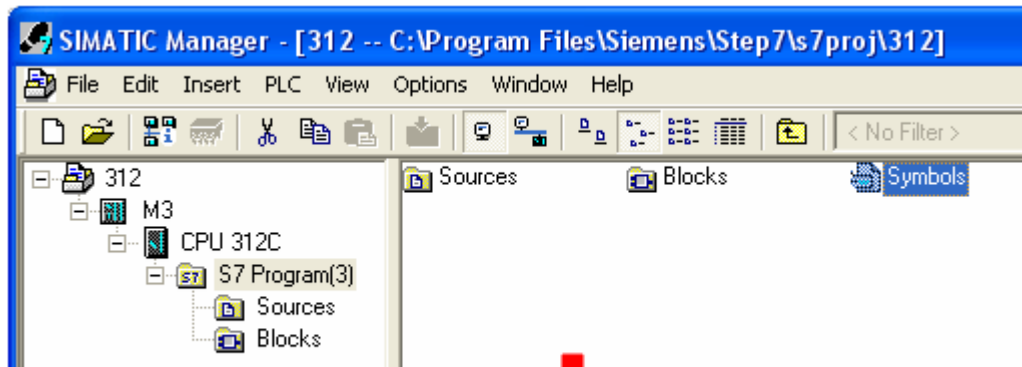 SIMATIC Manager - [312 -- C:\Program Files\Siemens\Step7\s7proj\312]
File Edit Insert PLC View Options Window Help
< No Filter >
312
M3
CPU 312C
S7 S7 Program(3)
Sources
Blocks
Sources Blocks Symbols